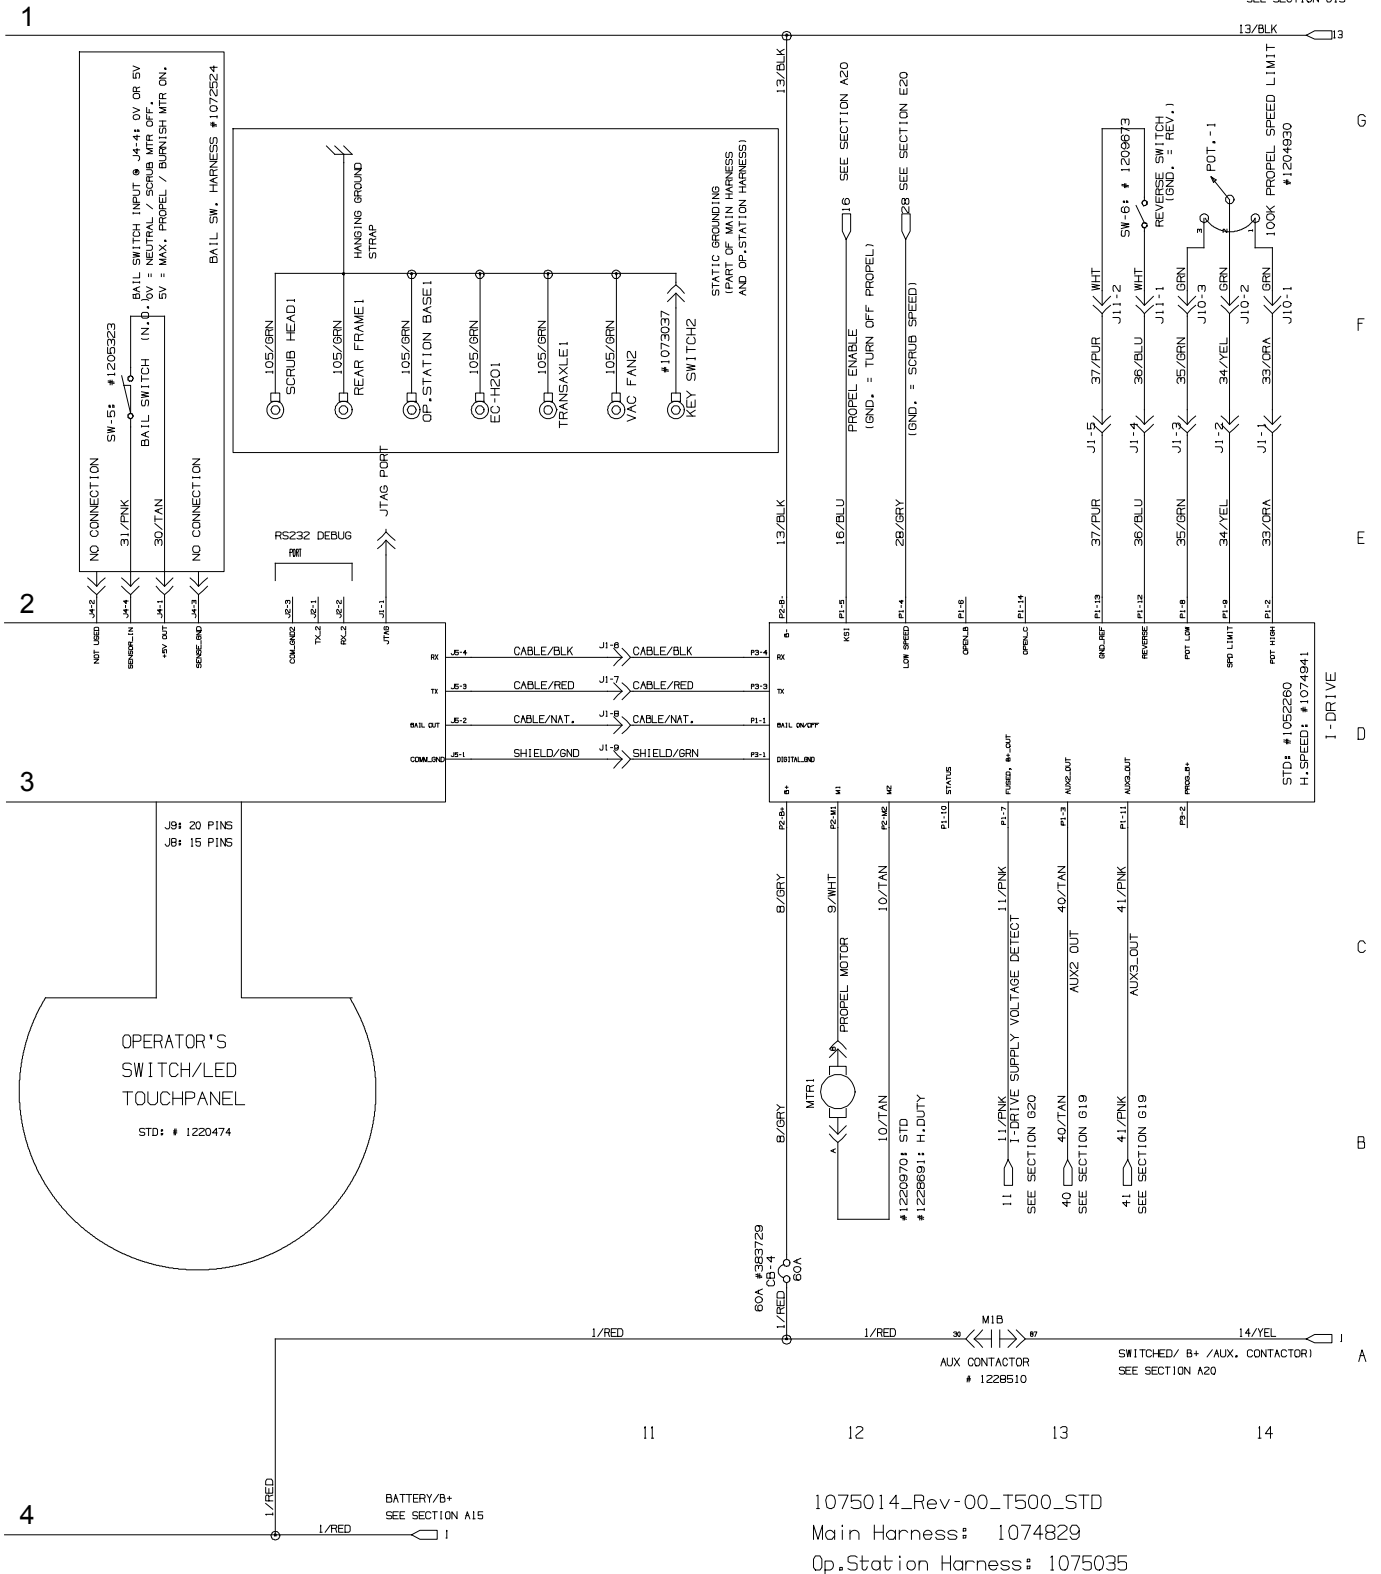 SEE SECTION G15
1
13/BLK
13
13/BLK
16 SEE SECTION A20
28 SEE SECTION E20
G
BAIL SWITCH INPUT @ J4-4: 0V OR 5V
0V = NEUTRAL / SCRUB MTR OFF.
5V = MAX. PROPEL / BURNISH MTR ON.
BAIL SW. HARNESS #1072524
SW-5: #1205323
BAIL SWITCH (N.O.)
HANGING GROUND
STRAP
STATIC GROUNDING
(PART OF MAIN HARNESS
AND OP.STATION HARNESS)
105/GRN
SCRUB HEAD1
105/GRN
REAR FRAME1
105/GRN
OP.STATION BASE1
105/GRN
EC-H2O1
105/GRN
TRANSAXLE1
105/GRN
VAC FAN2
#1073037
KEY SWITCH2
PROPEL ENABLE
(GND. = TURN OFF PROPEL)
(GND. = SCRUB SPEED)
SW-6: # 1209673
REVERSE SWITCH
(GND. = REV.)
POT.-1
3
2
1
100K PROPEL SPEED LIMIT
#1204930
WHT
WHT
GRN
GRN
GRN
J11-2
J11-1
J10-3
J10-2
J10-1
F
37/PUR
36/BLU
35/GRN
34/YEL
33/ORA
J1-5
J1-4
J1-3
J1-2
J1-1
NO CONNECTION
31/PNK
30/TAN
NO CONNECTION
RS232 DEBUG
PORT
JTAG PORT
13/BLK
16/BLU
28/GRY
37/PUR
36/BLU
35/GRN
34/YEL
33/ORA
E
2
J4-2
J4-4
J4-1
J4-3
J2-3
J2-1
J2-2
J1-1
P2-B-
P1-5
P1-4
P1-6
P1-14
P1-13
P1-12
P1-8
P1-9
P1-2
NOT USED
SENSOR_IN
+5V OUT
SENSE_GND
COM_GND2
TX_2
RX_2
JTAG
B-
KSI
LOW SPEED
OPEN_B
OPEN_C
GND_REF
REVERSE
POT LOW
SPD LIMIT
POT HIGH
RX J5-4 CABLE/BLK J1-6 CABLE/BLK P3-4 RX
TX J5-3 CABLE/RED J1-7 CABLE/RED P3-3 TX
BAIL OUT J5-2 CABLE/NAT. J1-8 CABLE/NAT. P1-1 BAIL ON/OFF
COMM_GND J5-1 SHIELD/GND J1-9 SHIELD/GRN P3-1 DIGITAL_GND
STD: #1052260
H.SPEED: #1074941
I-DRIVE
D
3
B+
M1
M2
STATUS
FUSED, B+_OUT
AUX2_OUT
AUX3_OUT
PROG_B+
P2-B+
P2-M1
P2-M2
P1-10
P1-7
P1-3
P1-11
P3-2
J9: 20 PINS
J8: 15 PINS
8/GRY
9/WHT
10/TAN
11/PNK
40/TAN
41/PNK
C
PROPEL MOTOR
I-DRIVE SUPPLY VOLTAGE DETECT
AUX2 OUT
AUX3_OUT
OPERATOR'S
SWITCH/LED
TOUCHPANEL
STD: # 1220474
B
MTR1
A
8/GRY
10/TAN
#1220970: STD
#1228691: H.DUTY
11/PNK
11
SEE SECTION G20
40/TAN
40
SEE SECTION G19
41/PNK
41
SEE SECTION G19
B
60A #383729
CB-4
60A
1/RED
1/RED
1/RED
30
M1B
87
14/YEL
1
AUX CONTACTOR
# 1228510
SWITCHED/ B+ /AUX. CONTACTOR)
SEE SECTION A20
A
11
12
13
14
1/RED
BATTERY/B+
SEE SECTION A15
4
1/RED
1
1075014_Rev-00_T500_STD
Main Harness: 1074829
Op.Station Harness: 1075035